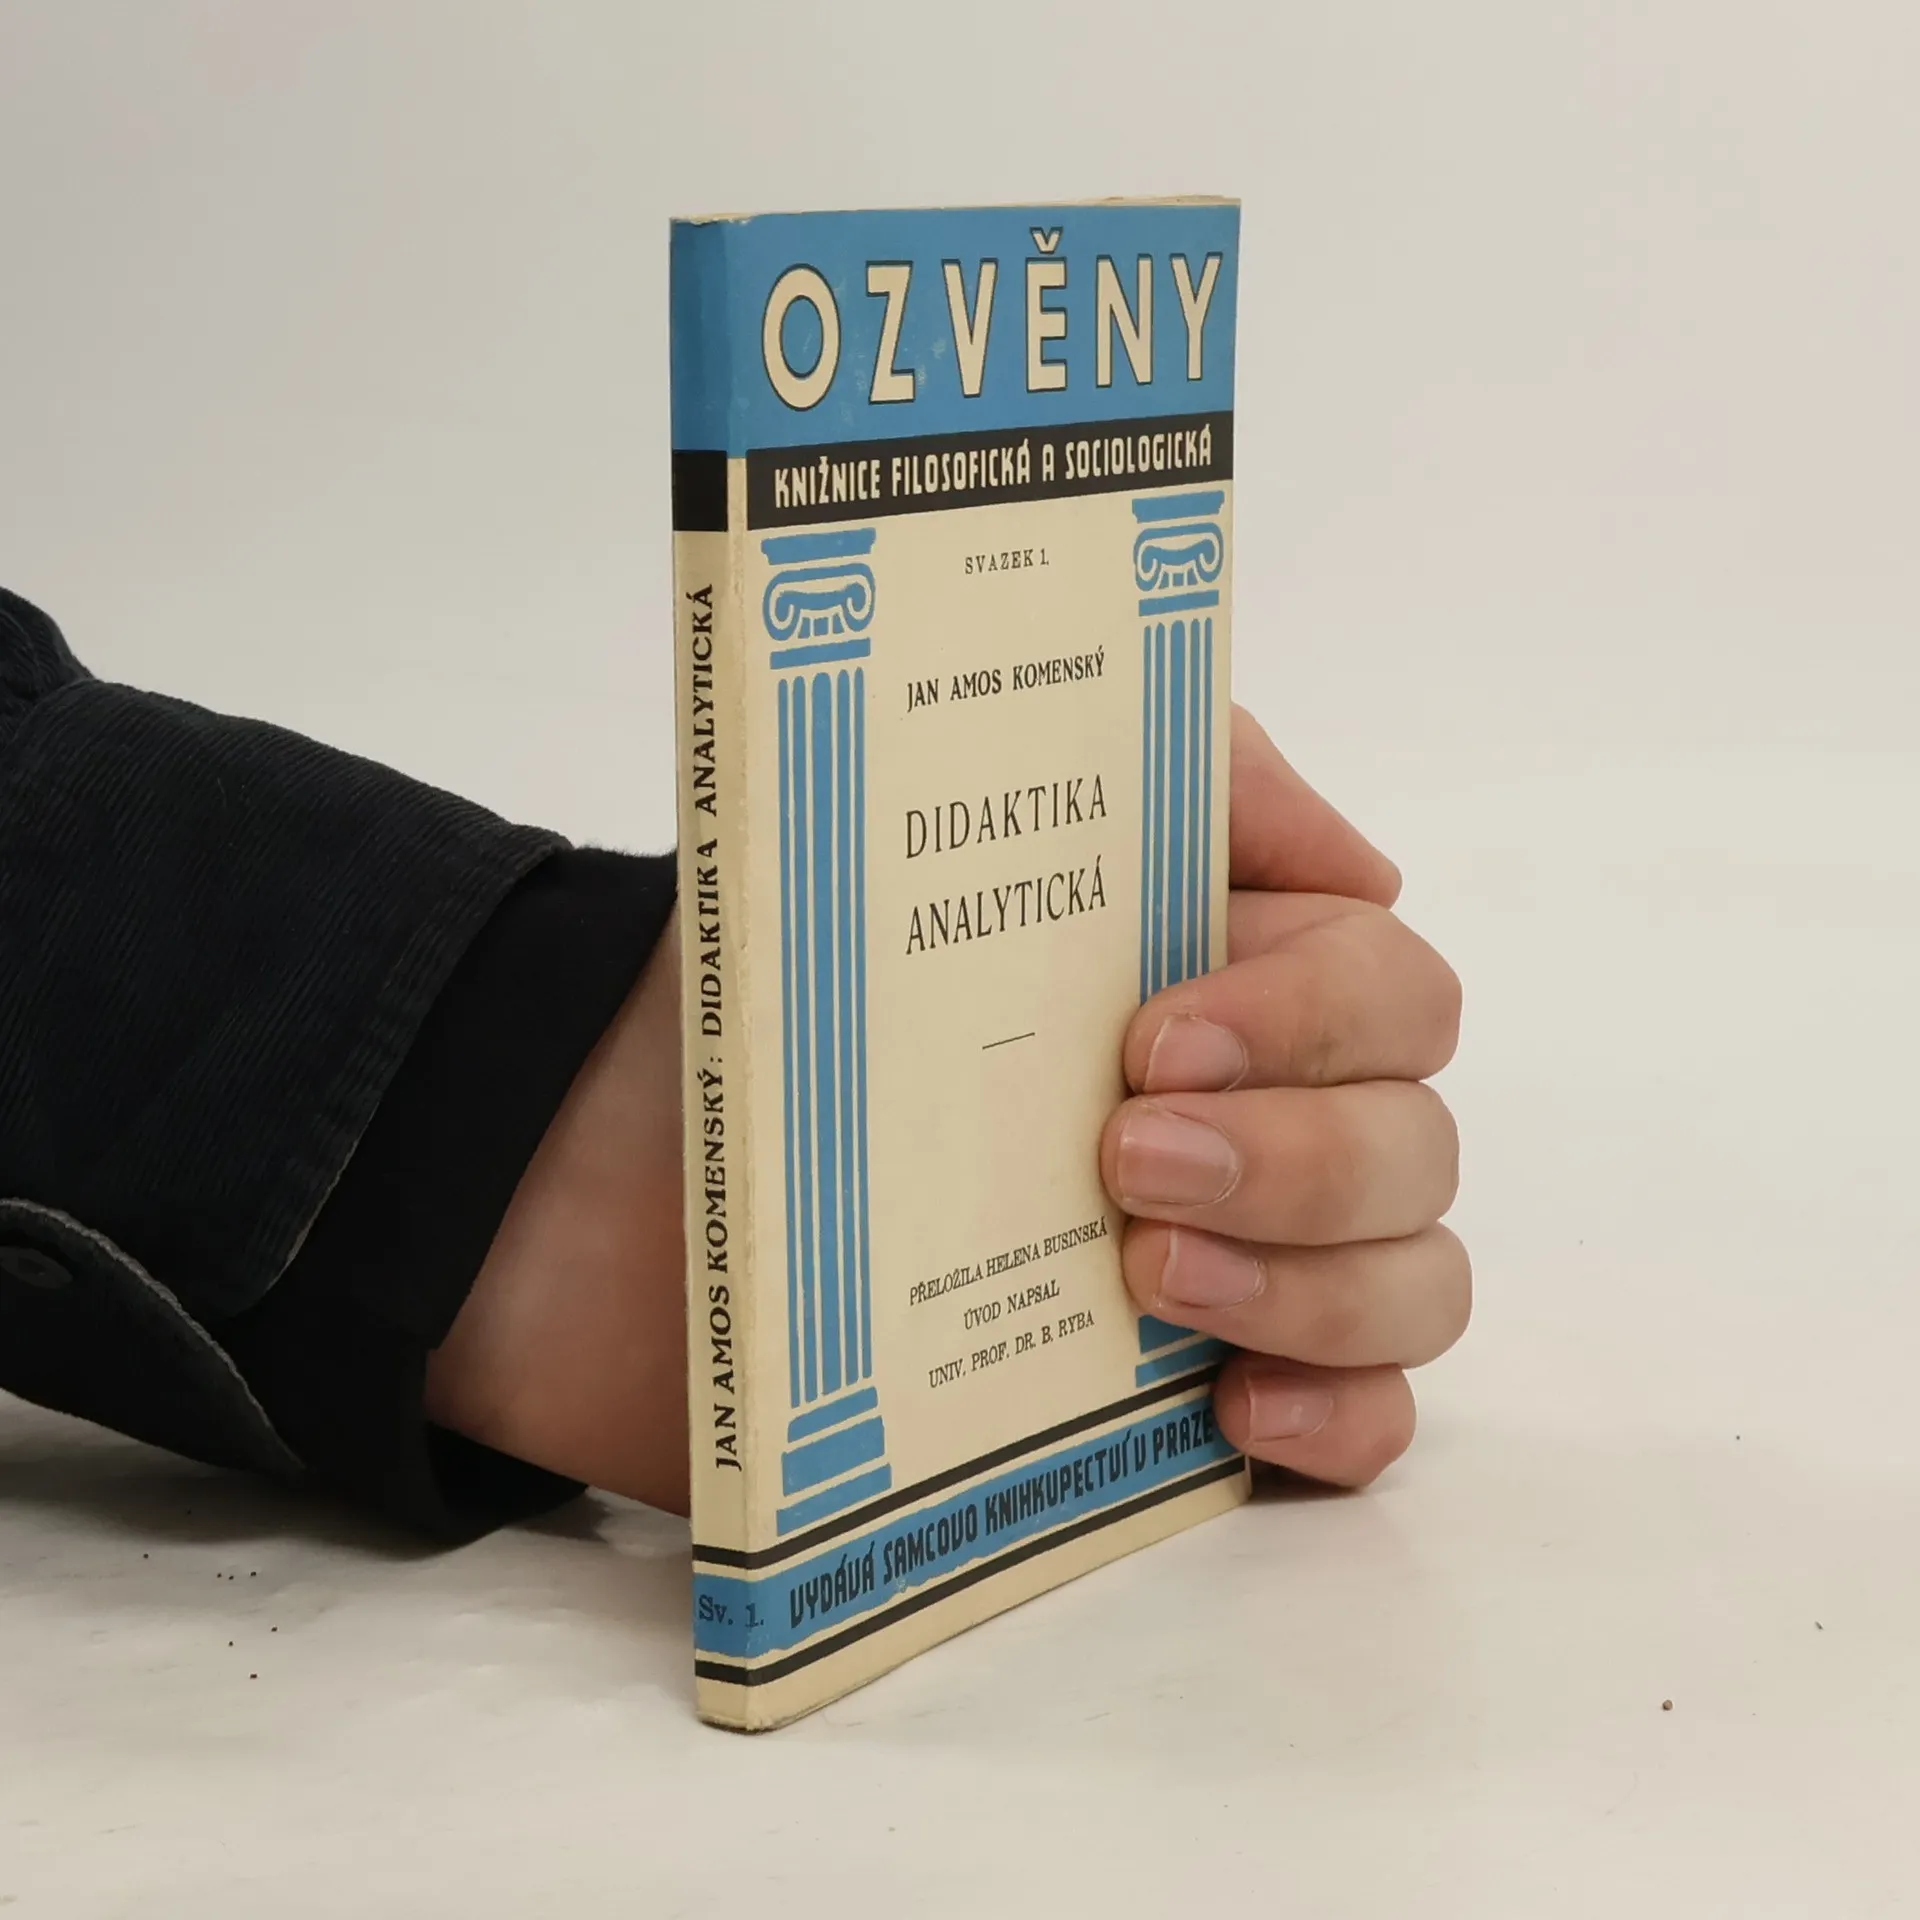 OZVĚNY
KNIŽNICE FILOSOFICKÁ A SOCIOLOGICKÁ
SVAZEK 1.
JAN AMOS KOMENSKÝ
DIDAKTIKA
ANALYTICKÁ
PŘELOŽILA HELENA BUSINSKÁ
ÚVOD NAPSAL
UNIV. PROF. DR. B. RYBA
VYDÁVÁ SAMCOVO KNIHKUPECTVÍ V PRAZE
JAN AMOS KOMENSKÝ: DIDAKTIKA ANALYTICKÁ
Sv. 1.